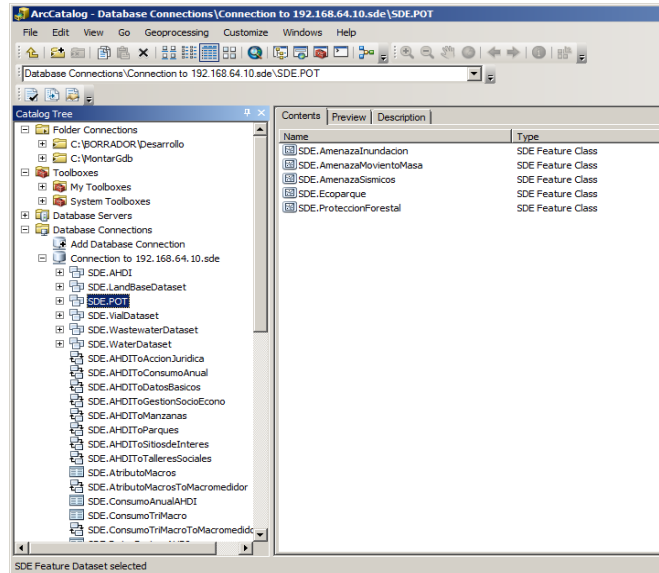 ArcCatalog - Database Connections\Connection to 192.168.64.10.sde\SDE.POT
File Edit View Go Geoprocessing Customize Windows Help
Database Connections\Connection to 192.168.64.10.sde\SDE.POT
Catalog Tree
Folder Connections
C:\BORRADOR\Desarrollo
C:\MontarGdb
Toolboxes
My Toolboxes
System Toolboxes
Database Servers
Database Connections
Add Database Connection
Connection to 192.168.64.10.sde
SDE.AHDI
SDE.LandBaseDataset
SDE.POT
SDE.VialDataset
SDE.WastewaterDataset
SDE.WaterDataset
SDE.AHDIToAccionJuridica
SDE.AHDIToConsumoAnual
SDE.AHDIToDatosBasicos
SDE.AHDIToGestionSocioEcono
SDE.AHDIToManzanas
SDE.AHDIToParques
SDE.AHDIToSitiosdeInteres
SDE.AHDIToTalleresSociales
SDE.AtributoMacros
SDE.AtributoMacrosToMacromedidor
SDE.ConsumoAnualAHDI
SDE.ConsumoTriMacro
SDE.ConsumoTriMacroToMacromedidc
Contents Preview Description
Name Type
SDE.AmenazaInundacion SDE Feature Class
SDE.AmenazaMovientoMasa SDE Feature Class
SDE.AmenazaSismicos SDE Feature Class
SDE.Ecoparque SDE Feature Class
SDE.ProteccionForestal SDE Feature Class
SDE Feature Dataset selected